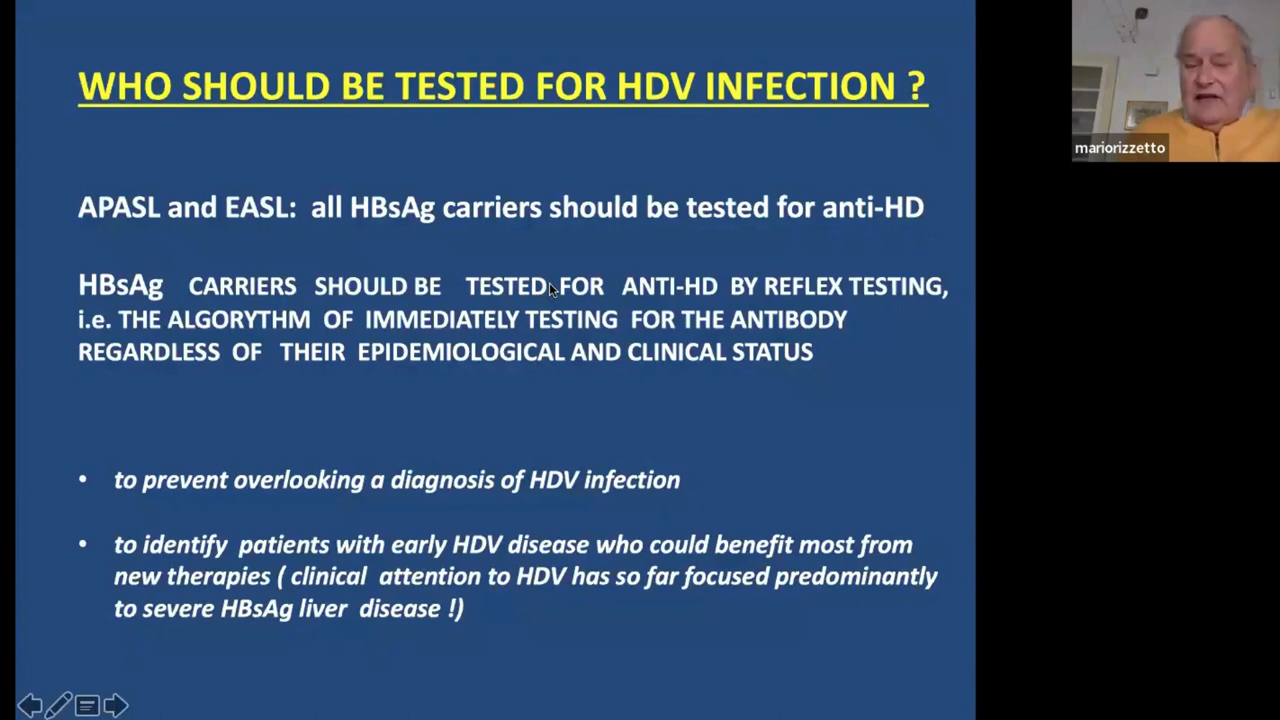 WHO SHOULD BE TESTED FOR HDV INFECTION ?
mariorizzetto
APASL and EASL: all HBsAg carriers should be tested for anti-HD
HBsAg CARRIERS SHOULD BE TESTED FOR ANTI-HD BY REFLEX TESTING,
i.e. THE ALGORYTHM OF IMMEDIATELY TESTING FOR THE ANTIBODY
REGARDLESS OF THEIR EPIDEMIOLOGICAL AND CLINICAL STATUS
• to prevent overlooking a diagnosis of HDV infection
• to identify patients with early HDV disease who could benefit most from
new therapies ( clinical attention to HDV has so far focused predominantly
to severe HBsAg liver disease !)